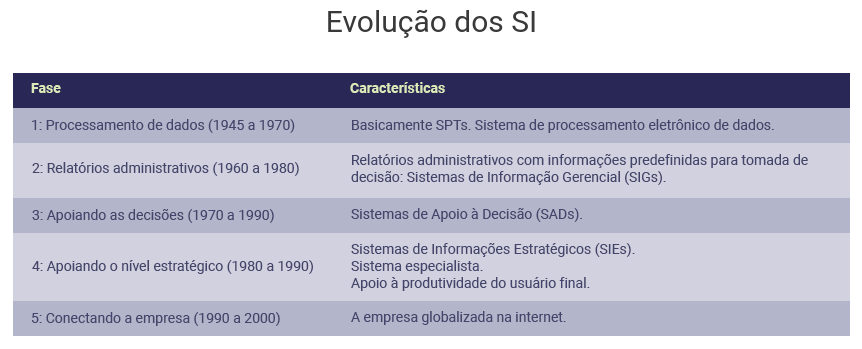 Evolução dos SI
Fase
Características
1: Processamento de dados (1945 a 1970)
Basicamente SPTs. Sistema de processamento eletrônico de dados.
2: Relatórios administrativos (1960 a 1980)
Relatórios administrativos com informações predefinidas para tomada de
decisão: Sistemas de Informação Gerencial (SIGs).
3: Apoiando as decisões (1970 a 1990)
Sistemas de Apoio à Decisão (SADs).
4: Apoiando o nível estratégico (1980 a 1990)
Sistemas de Informações Estratégicos (SIEs).
Sistema especialista.
Apoio à produtividade do usuário final.
5: Conectando a empresa (1990 a 2000)
A empresa globalizada na internet.